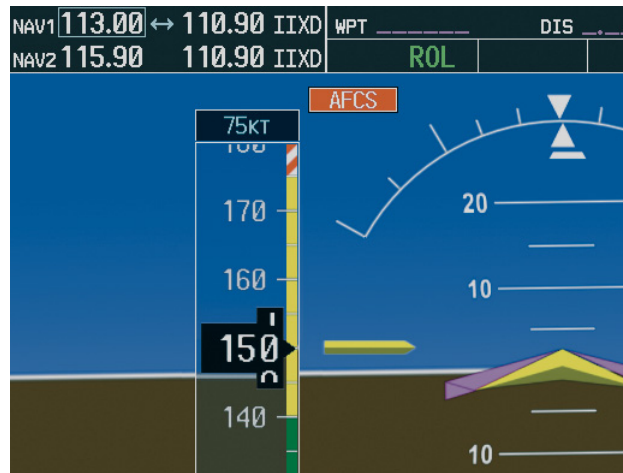 NAV1 113.00 ↔ 110.90 IIXD WPT ______ DIS _._
NAV2 115.90 110.90 IIXD ROL
AFCS
75KT
170
20
160
10
150
140
10